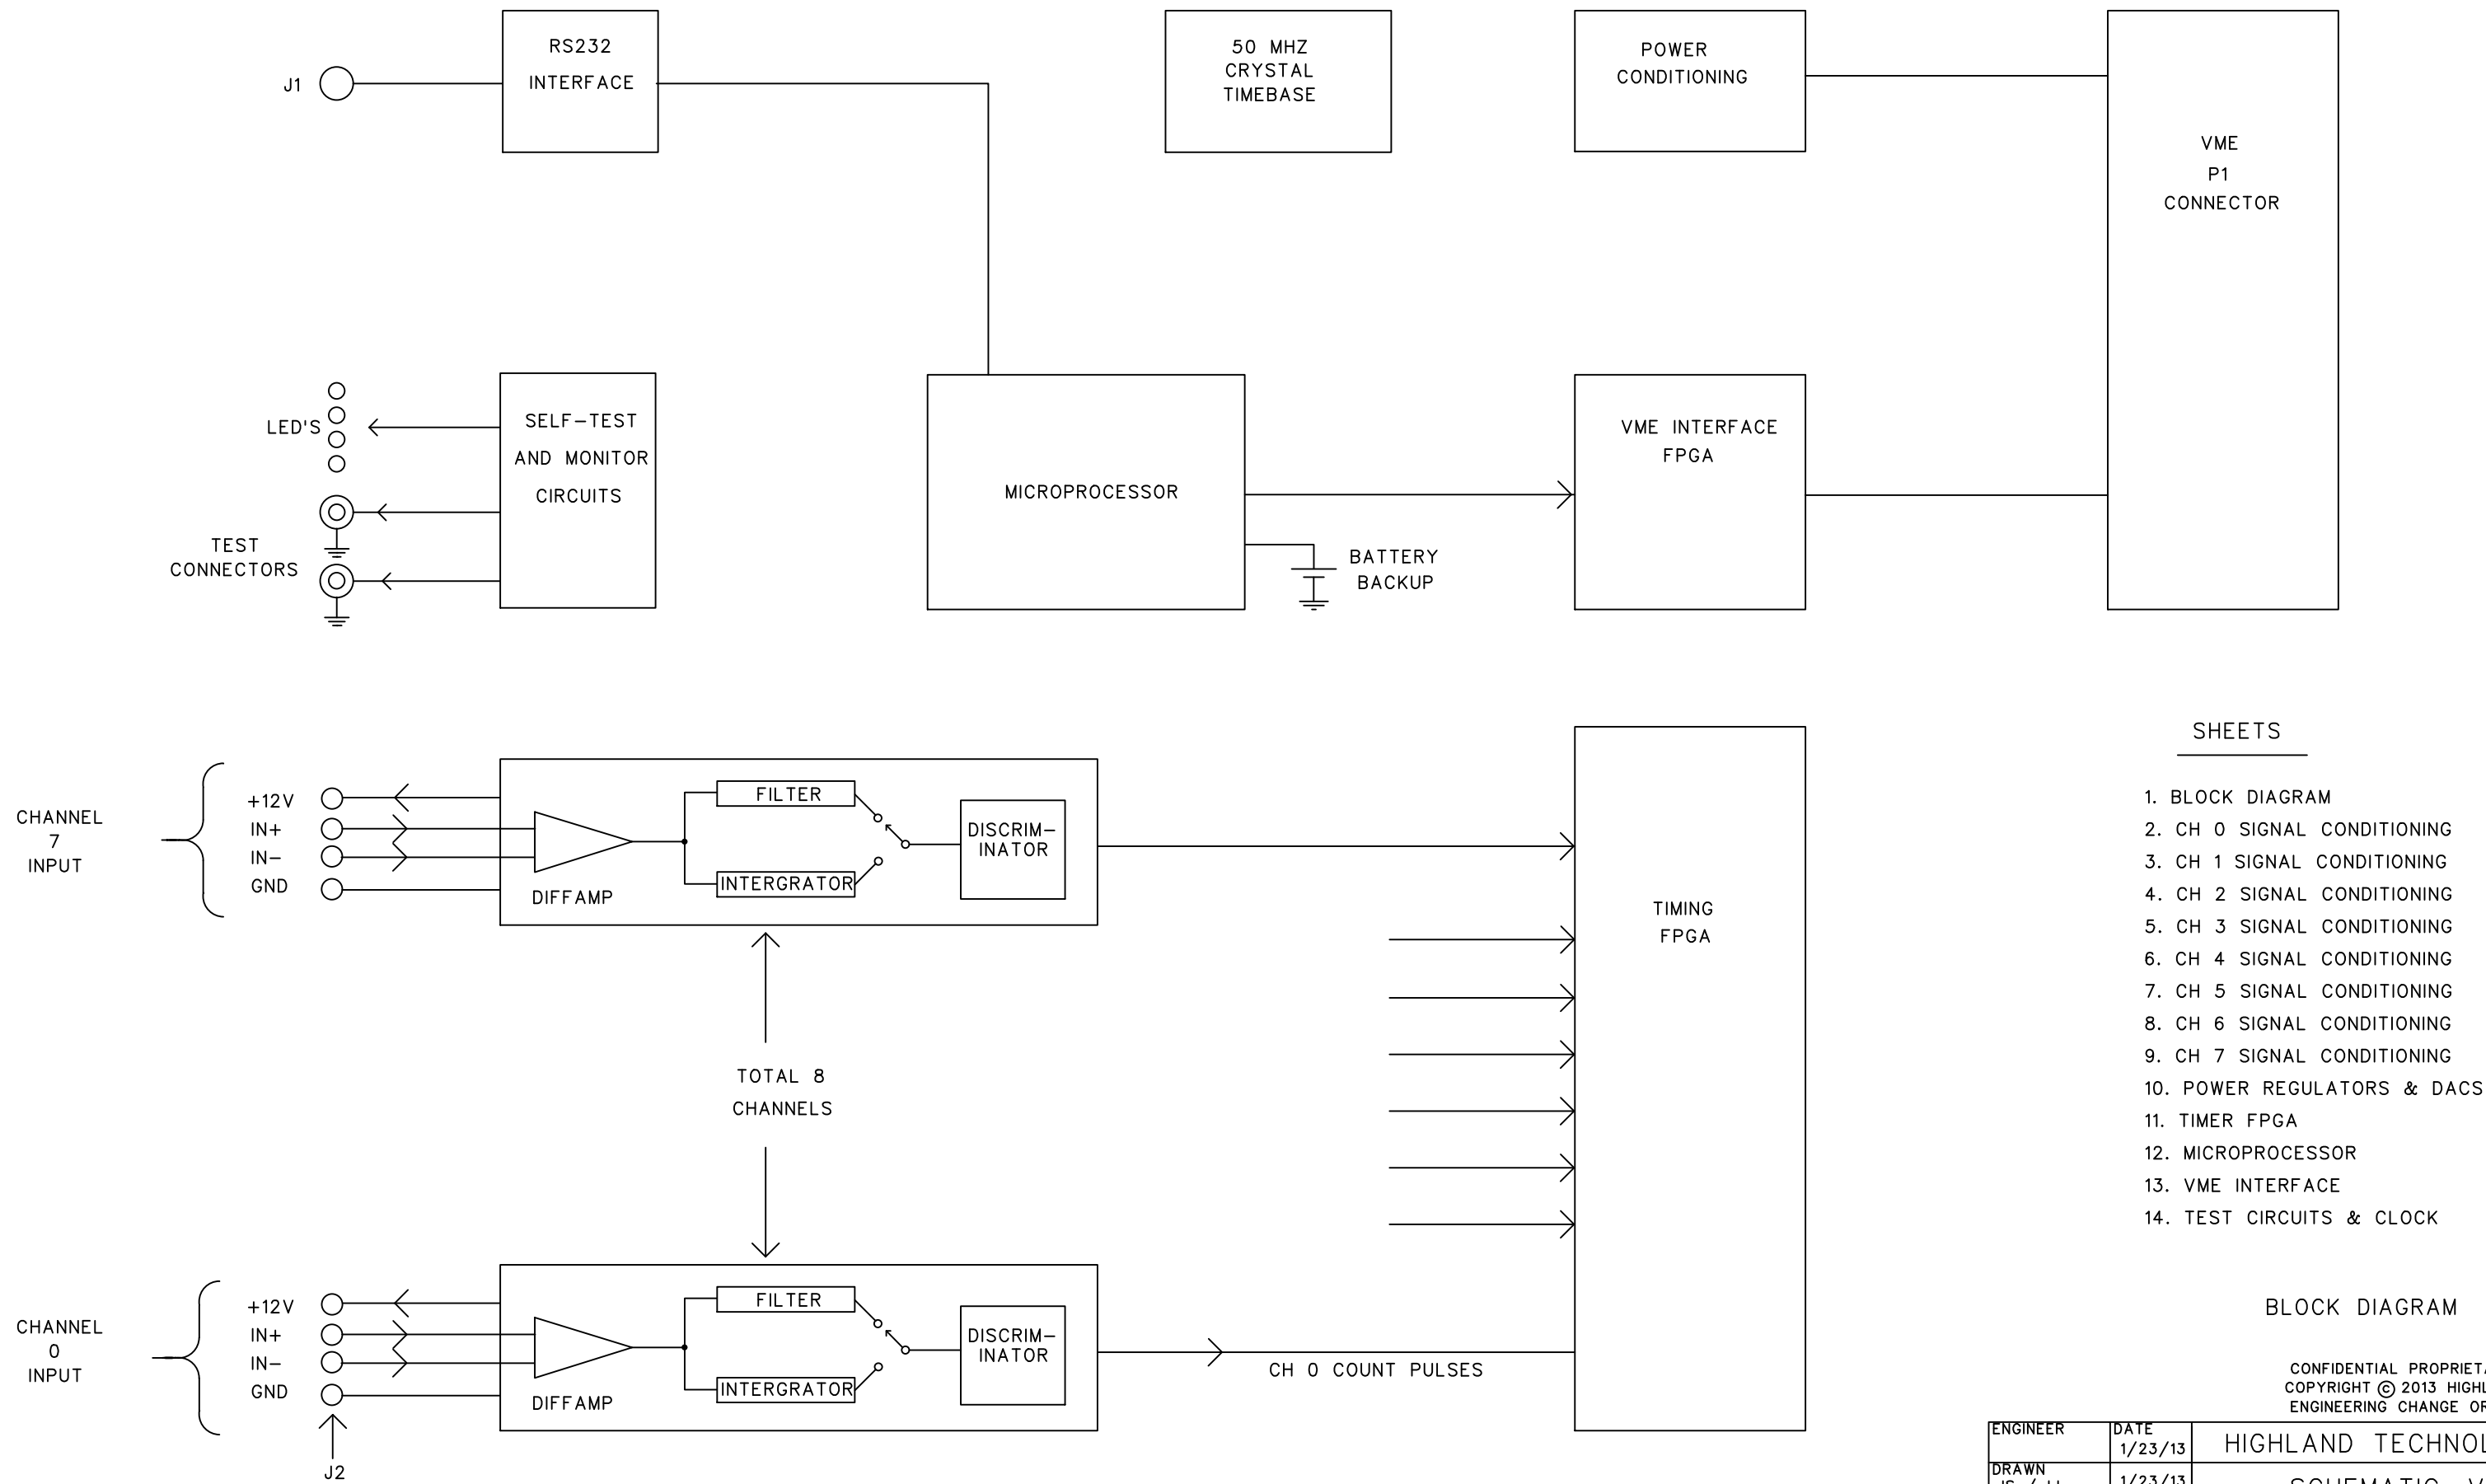 RS232
INTERFACE
J1
50 MHZ
CRYSTAL
TIMEBASE
POWER
CONDITIONING
VME
P1
CONNECTOR
LED'S
SELF-TEST
AND MONITOR
CIRCUITS
TEST
CONNECTORS
MICROPROCESSOR
BATTERY
BACKUP
VME INTERFACE
FPGA
CHANNEL
7
INPUT
+12V
IN+
IN-
GND
DIFFAMP
FILTER
INTERGRATOR
DISCRIM-
INATOR
TIMING
FPGA
TOTAL 8
CHANNELS
CHANNEL
0
INPUT
+12V
IN+
IN-
GND
J2
DIFFAMP
FILTER
INTERGRATOR
DISCRIM-
INATOR
CH 0 COUNT PULSES
SHEETS
1. BLOCK DIAGRAM
2. CH 0 SIGNAL CONDITIONING
3. CH 1 SIGNAL CONDITIONING
4. CH 2 SIGNAL CONDITIONING
5. CH 3 SIGNAL CONDITIONING
6. CH 4 SIGNAL CONDITIONING
7. CH 5 SIGNAL CONDITIONING
8. CH 6 SIGNAL CONDITIONING
9. CH 7 SIGNAL CONDITIONING
10. POWER REGULATORS & DACS
11. TIMER FPGA
12. MICROPROCESSOR
13. VME INTERFACE
14. TEST CIRCUITS & CLOCK
BLOCK DIAGRAM
CONFIDENTIAL
COPYRIGHT © 2013
ENGINEERING CHANGE
ENGINEER
DATE
1/23/13
HIGHLAND
DRAWN
1/23/13